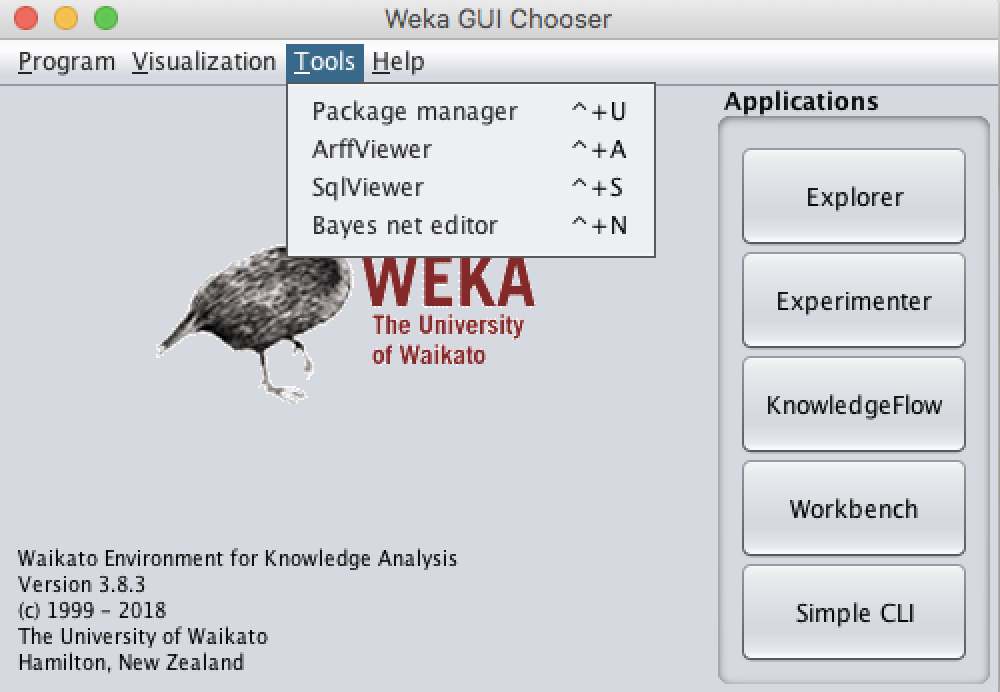 Weka GUI Chooser
Program Visualization Tools Help
Package manager ^+U
ArffViewer ^+A
SqlViewer ^+S
Bayes net editor ^+N
WEKA
The University
of Waikato
Applications
Explorer
Experimenter
KnowledgeFlow
Workbench
Simple CLI
Waikato Environment for Knowledge Analysis
Version 3.8.3
(c) 1999 - 2018
The University of Waikato
Hamilton, New Zealand